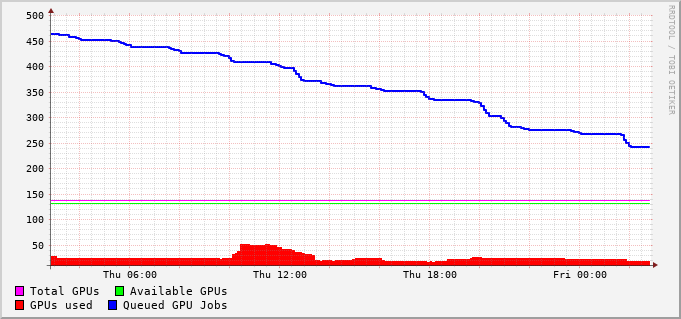 500
450
400
350
300
250
200
150
100
50
Thu 06:00 Thu 12:00 Thu 18:00 Fri 00:00
Total GPUs Available GPUs
GPUs used Queued GPU Jobs
RRDTOOL / TOBI OETIKER